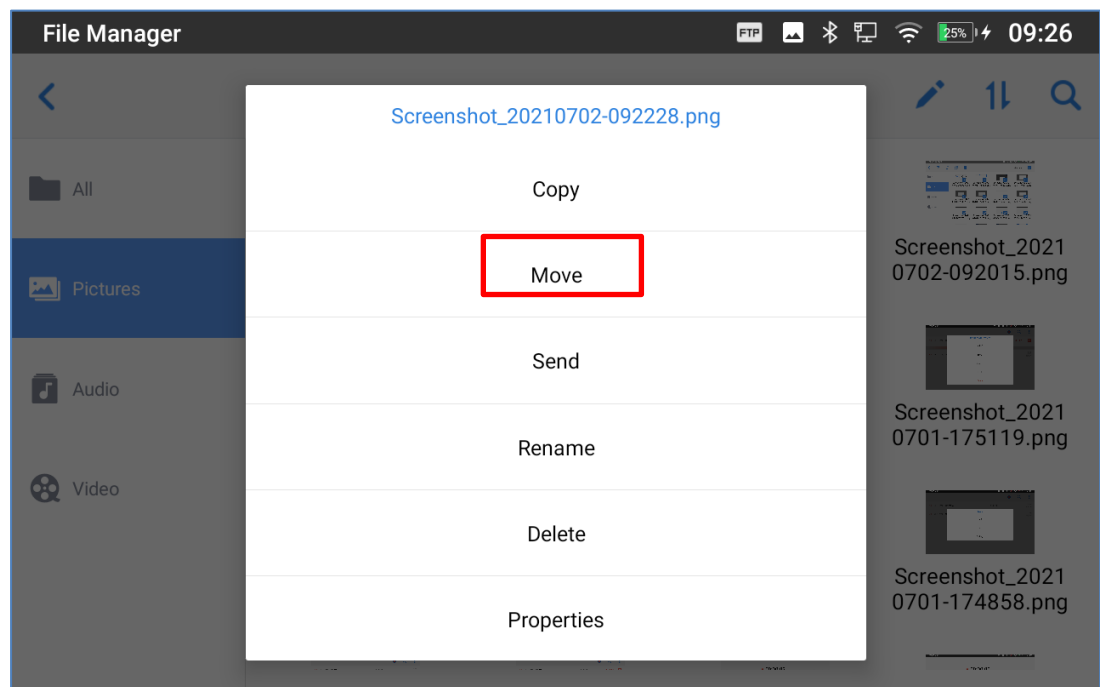 File Manager
FTP
25%
09:26
Screenshot_20210702-092228.png
Copy
Move
Send
Rename
Delete
Properties
All
Pictures
Audio
Video
Screenshot_2021
0702-092015.png
Screenshot_2021
0701-175119.png
Screenshot_2021
0701-174858.png